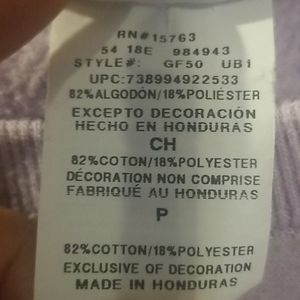 RN#15763
54 18E 984943
STYLE#: GF50 UB1
UPC:738994922533
82%ALGODÓN/18%POLIÉSTER
EXCEPTO DECORACIÓN
HECHO EN HONDURAS
CH
82%COTON/18%POLYESTER
DÉCORATION NON COMPRISE
FABRIQUÉ AU HONDURAS
P
82%COTTON/18%POLYESTER
EXCLUSIVE OF DECORATION
MADE IN HONDURAS